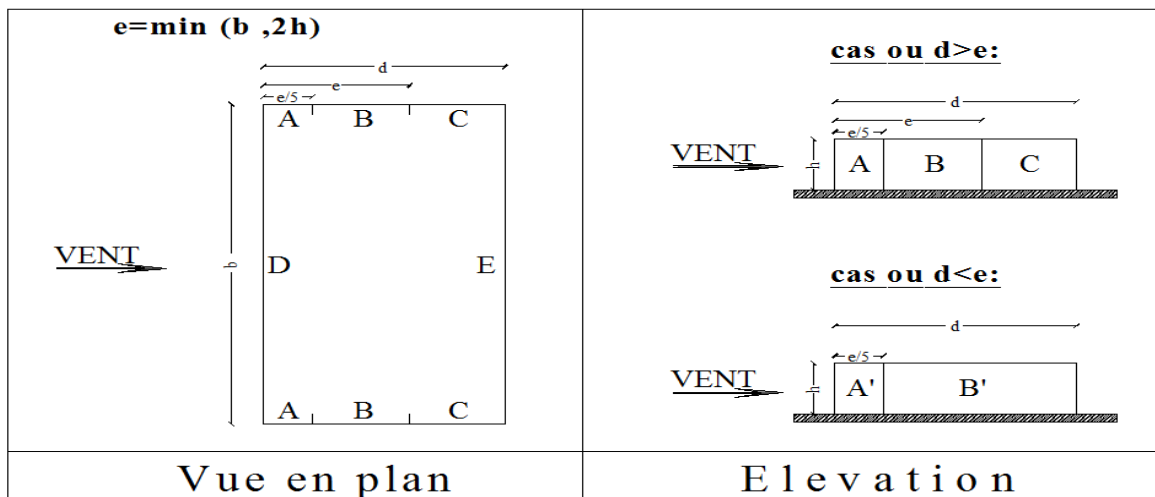 e=min (b ,2h)
d
e
e/5
A B C
VENT
b
D E
A B C
Vue en plan
cas ou d>e:
d
e
e/5
VENT
h
A B C
cas ou d<e:
d
e/5
VENT
h
A' B'
Elevation